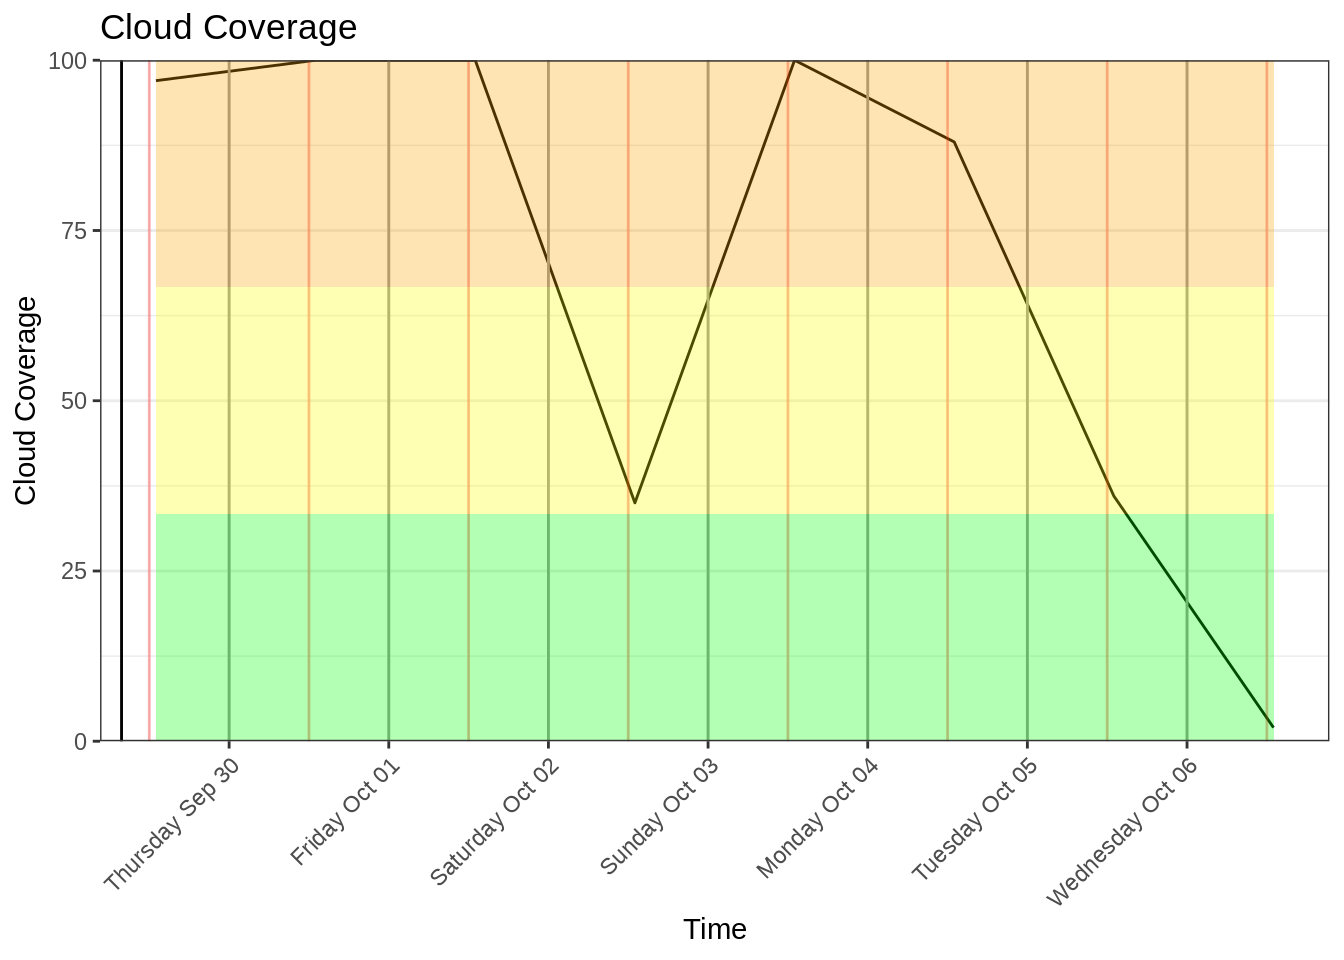 Cloud Coverage
100
75
50
25
0
Cloud Coverage
Thursday Sep 30
Friday Oct 01
Saturday Oct 02
Sunday Oct 03
Monday Oct 04
Tuesday Oct 05
Wednesday Oct 06
Time